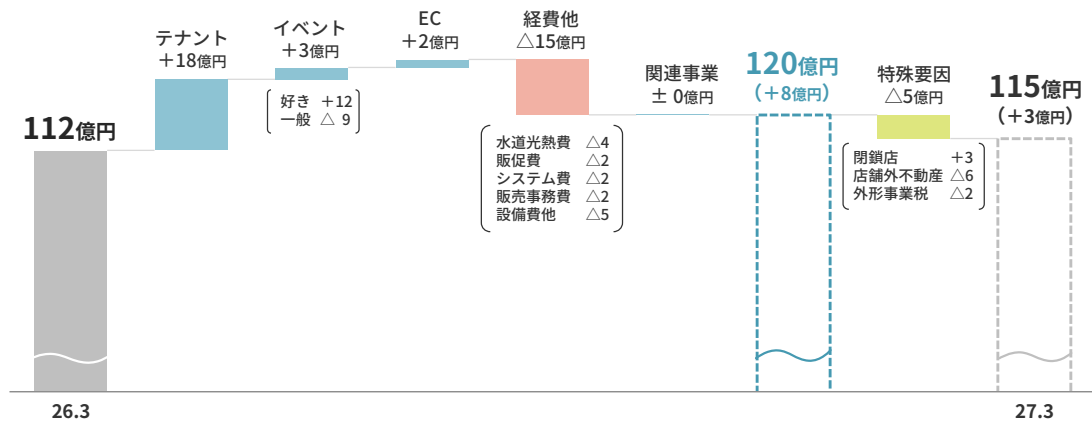 112億円
テナント
+18億円
イベント
+3億円
好き +12
一般 △ 9
EC
+2億円
経費他
△15億円
水道光熱費 △4
販促費 △2
システム費 △2
販売事務費 △2
設備費他 △5
関連事業
± 0億円
120億円
(+8億円)
特殊要因
△5億円
閉鎖店 +3
店舗外不動産 △6
外形事業税 △2
115億円
(+3億円)
26.3
27.3